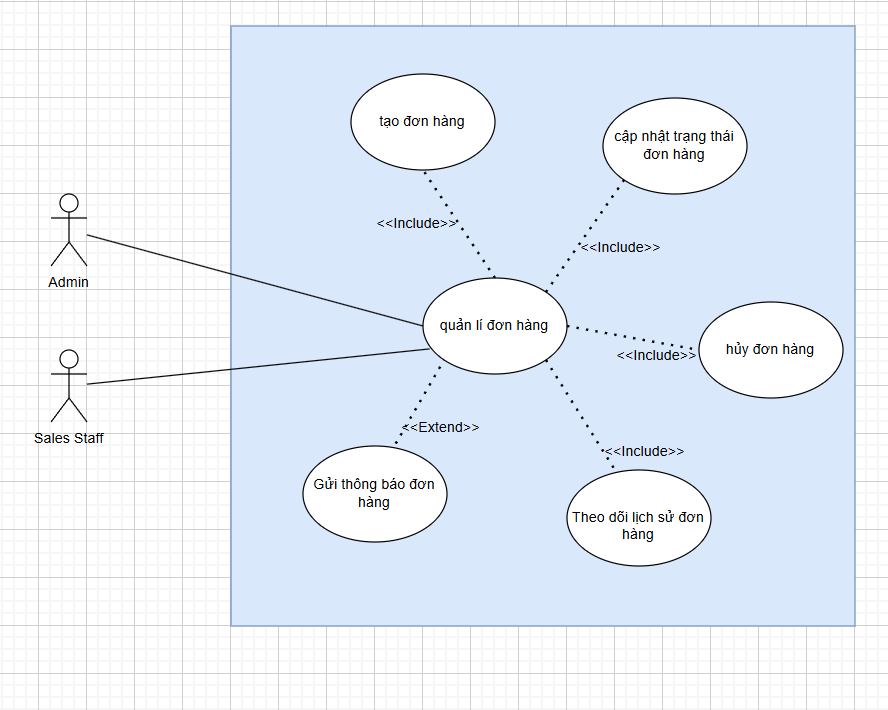 tạo đơn hàng
cập nhật trạng thái
đơn hàng
<<Include>>
<<Include>>
Admin
quản lí đơn hàng
hủy đơn hàng
<<Include>>
Sales Staff
<<Extend>>
<<Include>>
Gửi thông báo đơn
hàng
Theo dõi lịch sử đơn
hàng